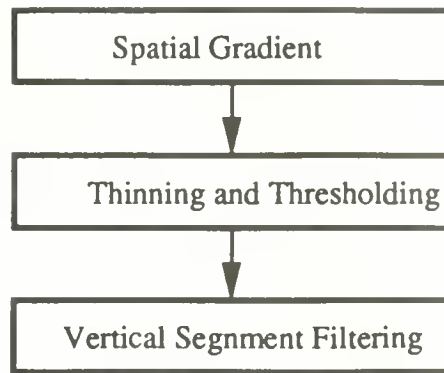 Spatial Gradient
Thinning and Thresholding
Vertical Segnment Filtering